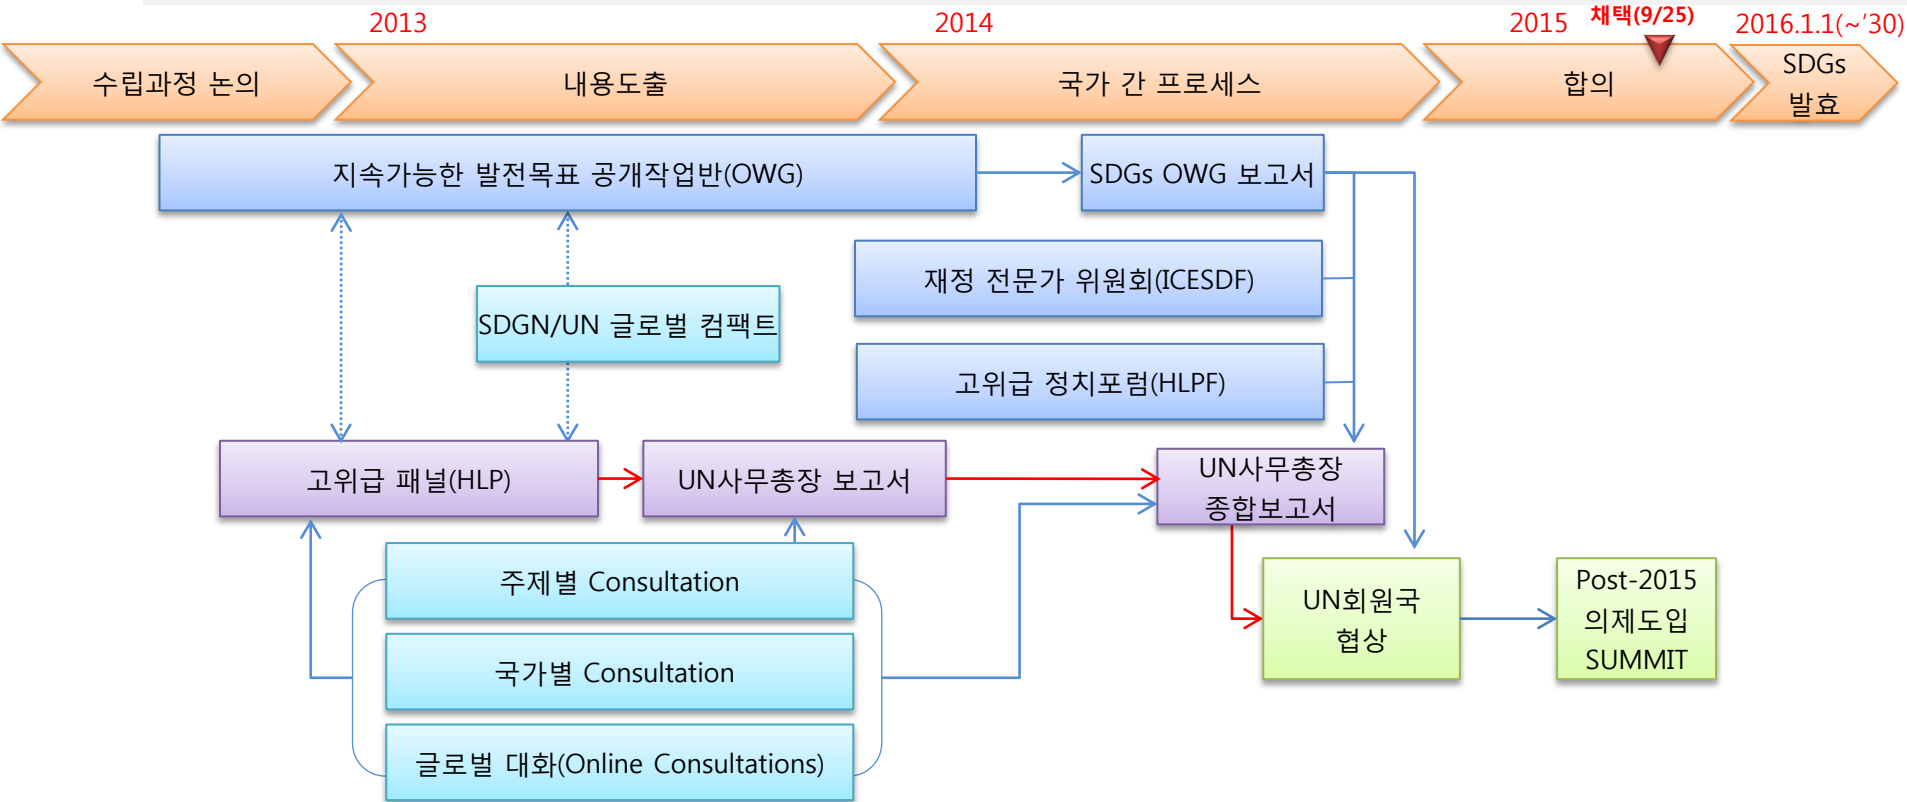 2013
2014
2015
채택(9/25)
2016.1.1(~'30)
수립과정 논의
내용도출
국가 간 프로세스
합의
SDGs
발효
지속가능한 발전목표 공개작업반(OWG)
SDGs OWG 보고서
재정 전문가 위원회(ICESDF)
SDGN/UN 글로벌 컴팩트
고위급 정치포럼(HLPF)
고위급 패널(HLP)
UN사무총장 보고서
UN사무총장
종합보고서
주제별 Consultation
국가별 Consultation
글로벌 대화(Online Consultations)
UN회원국
협상
Post-2015
의제도입
SUMMIT